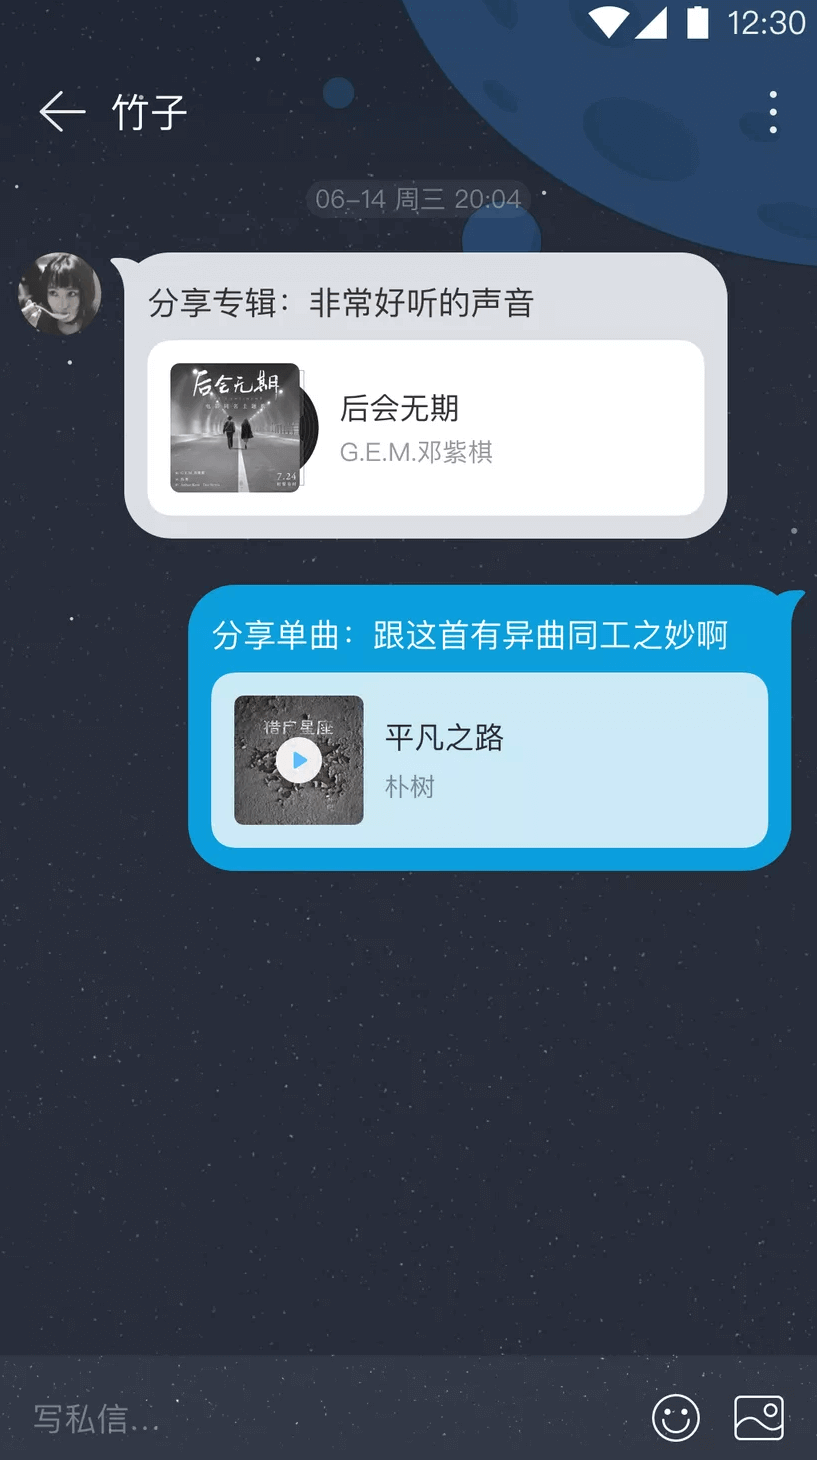 12:30
竹子
06-14 周三 20:04
分享专辑：非常好听的声音
后会无期
7.24
后会无期
G.E.M.邓紫棋
分享单曲：跟这首有异曲同工之妙啊
猎户星座
平凡之路
朴树
写私信...